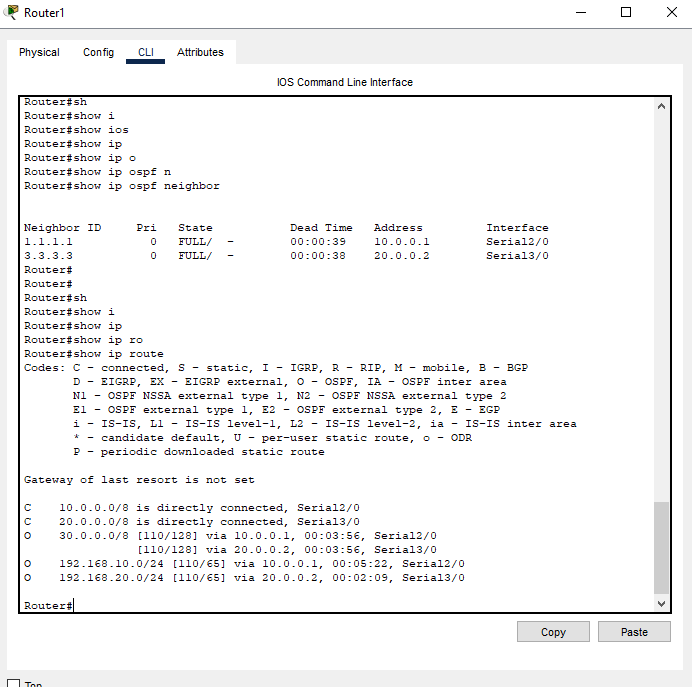 Router1
Physical Config CLI Attributes
IOS Command Line Interface
Router#sh
Router#show i
Router#show ios
Router#show ip
Router#show ip o
Router#show ip ospf n
Router#show ip ospf neighbor
Neighbor ID     Pri   State           Dead Time   Address         Interface
1.1.1.1           0   FULL/  -        00:00:39    10.0.0.1        Serial2/0
3.3.3.3           0   FULL/  -        00:00:38    20.0.0.2        Serial3/0
Router#
Router#
Router#sh
Router#show i
Router#show ip
Router#show ip ro
Router#show ip route
Codes: C - connected, S - static, I - IGRP, R - RIP, M - mobile, B - BGP
       D - EIGRP, EX - EIGRP external, O - OSPF, IA - OSPF inter area
       N1 - OSPF NSSA external type 1, N2 - OSPF NSSA external type 2
       E1 - OSPF external type 1, E2 - OSPF external type 2, E - EGP
       i - IS-IS, L1 - IS-IS level-1, L2 - IS-IS level-2, ia - IS-IS inter area
       * - candidate default, U - per-user static route, o - ODR
       P - periodic downloaded static route
Gateway of last resort is not set
C    10.0.0.0/8 is directly connected, Serial2/0
C    20.0.0.0/8 is directly connected, Serial3/0
O    30.0.0.0/8 [110/128] via 10.0.0.1, 00:03:56, Serial2/0
                [110/128] via 20.0.0.2, 00:03:56, Serial3/0
O    192.168.10.0/24 [110/65] via 10.0.0.1, 00:05:22, Serial2/0
O    192.168.20.0/24 [110/65] via 20.0.0.2, 00:02:09, Serial3/0
Router#
Copy Paste
Top